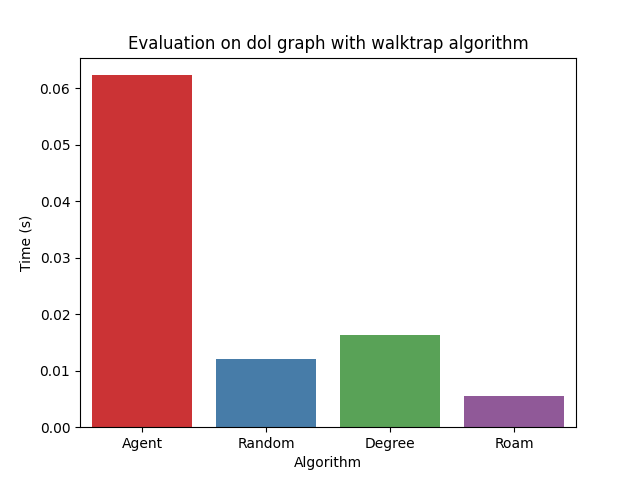 Evaluation on dol graph with walktrap algorithm
0.06
0.05
0.04
0.03
0.02
0.01
0.00
Time (s)
Agent Random Degree Roam
Algorithm